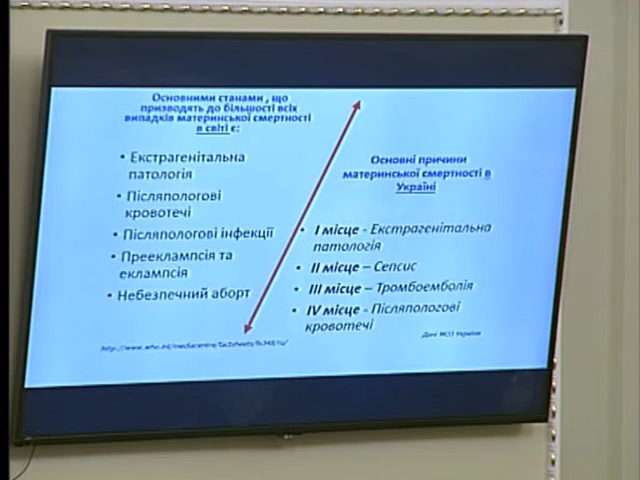 Основними станами , що
призводять до більшості всіх
випадків материнської смертності
в світі є:
• Екстрагенітальна
патологія
• Післяпологові
кровотечі
• Післяпологові інфекції
• Прееклампсія та
еклампсія
• Небезпечний аборт
Основні причини
материнської смертності в
Україні
• І місце - Екстрагенітальна
патологія
• ІІ місце – Сепсис
• ІІІ місце – Тромбоемболія
• IV місце - Післяпологові
кровотечі
Дані МОЗ України